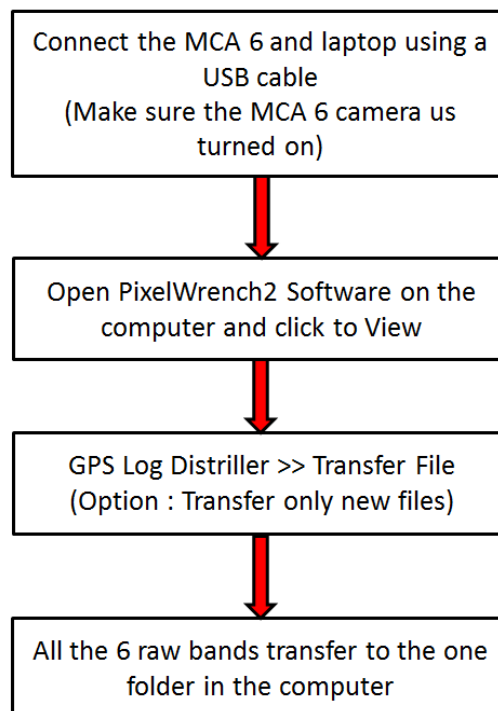 Connect the MCA 6 and laptop using a
USB cable
(Make sure the MCA 6 camera us
turned on)
Open PixelWrench2 Software on the
computer and click to View
GPS Log Distriller >> Transfer File
(Option : Transfer only new files)
All the 6 raw bands transfer to the one
folder in the computer